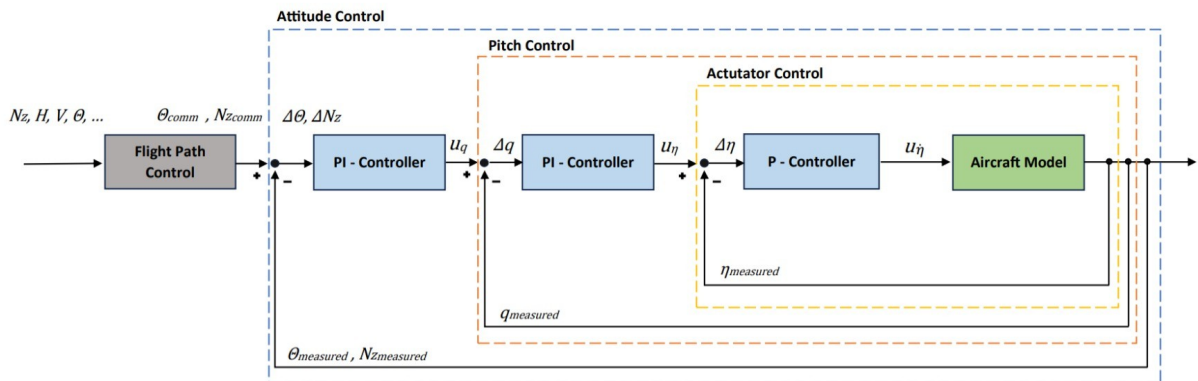 Attitude Control
Pitch Control
Actutator Control
Nz, H, V, Θ, ...
Θcomm , Nzcomm
ΔΘ, ΔNz
uq
Δq
uη
Δη
uη̇
Flight Path
Control
PI - Controller
PI - Controller
P - Controller
Aircraft Model
+
−
+
−
+
−
ηmeasured
qmeasured
Θmeasured , Nzmeasured